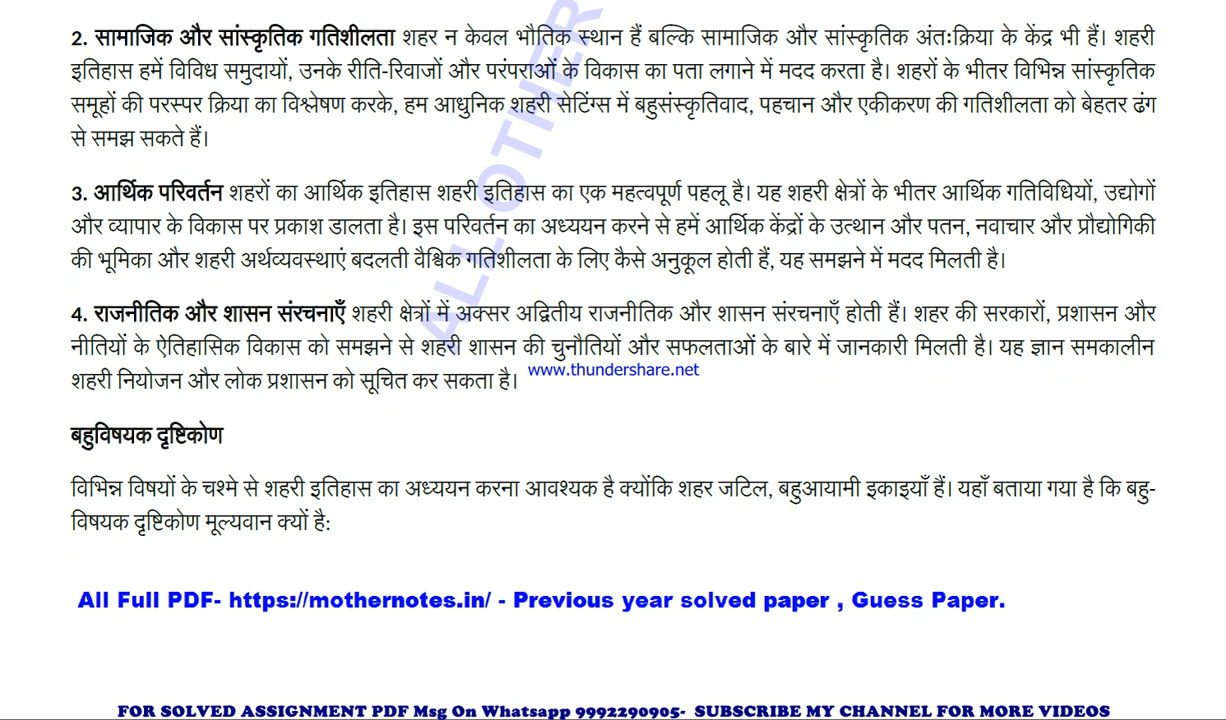 2. सामाजिक और सांस्कृतिक गतिशीलता शहर न केवल भौतिक स्थान हैं बल्कि सामाजिक और सांस्कृतिक अंतःक्रिया के केंद्र भी हैं। शहरी
इतिहास हमें विविध समुदायों, उनके रीति-रिवाजों और परंपराओं के विकास का पता लगाने में मदद करता है। शहरों के भीतर विभिन्न सांस्कृतिक
समूहों की परस्पर क्रिया का विश्लेषण करके, हम आधुनिक शहरी सेटिंग्स में बहुसंस्कृतिवाद, पहचान और एकीकरण की गतिशीलता को बेहतर ढंग
से समझ सकते हैं।
3. आर्थिक परिवर्तन शहरों का आर्थिक इतिहास शहरी इतिहास का एक महत्वपूर्ण पहलू है। यह शहरी क्षेत्रों के भीतर आर्थिक गतिविधियों, उद्योगों
और व्यापार के विकास पर प्रकाश डालता है। इस परिवर्तन का अध्ययन करने से हमें आर्थिक केंद्रों के उत्थान और पतन, नवाचार और प्रौद्योगिकी
की भूमिका और शहरी अर्थव्यवस्थाएं बदलती वैश्विक गतिशीलता के लिए कैसे अनुकूल होती हैं, यह समझने में मदद मिलती है।
4. राजनीतिक और शासन संरचनाएँ शहरी क्षेत्रों में अक्सर अद्वितीय राजनीतिक और शासन संरचनाएँ होती हैं। शहर की सरकारों, प्रशासन और
नीतियों के ऐतिहासिक विकास को समझने से शहरी शासन की चुनौतियों और सफलताओं के बारे में जानकारी मिलती है। यह ज्ञान समकालीन
शहरी नियोजन और लोक प्रशासन को सूचित कर सकता है।
www.thundershare.net
बहुविषयक दृष्टिकोण
विभिन्न विषयों के चश्मे से शहरी इतिहास का अध्ययन करना आवश्यक है क्योंकि शहर जटिल, बहुआयामी इकाइयाँ हैं। यहाँ बताया गया है कि बहु-
विषयक दृष्टिकोण मूल्यवान क्यों है:
ALL OTHER
All Full PDF- https://mothernotes.in/ - Previous year solved paper , Guess Paper.
FOR SOLVED ASSIGNMENT PDF Msg On Whatsapp 9992290905- SUBSCRIBE MY CHANNEL FOR MORE VIDEOS